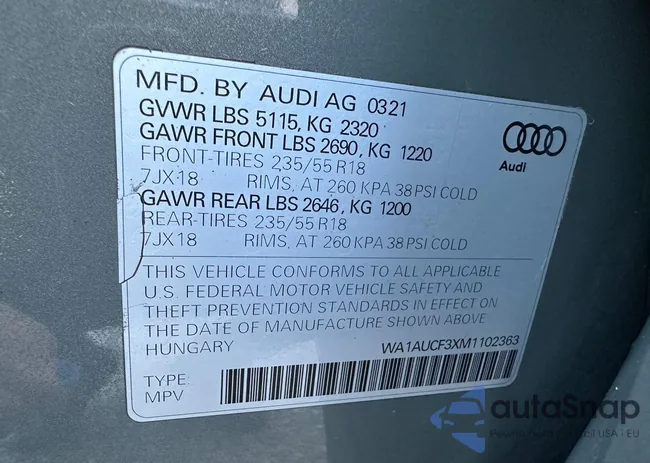 MFD. BY AUDI AG 03 21
GVWR LBS 5115, KG 2320
GAWR FRONT LBS 2690, KG 1220
FRONT-TIRES 235/55 R18
7JX18 RIMS, AT 260 KPA 38 PSI COLD
GAWR REAR LBS 2646, KG 1200
REAR-TIRES 235/55 R18
7JX18 RIMS, AT 260 KPA 38 PSI COLD
THIS VEHICLE CONFORMS TO ALL APPLICABLE
U.S. FEDERAL MOTOR VEHICLE SAFETY AND
THEFT PREVENTION STANDARDS IN EFFECT ON
THE DATE OF MANUFACTURE SHOWN ABOVE
HUNGARY WA1AUCF3XM1102363
TYPE:
MPV
Audi
autoSnap
USA | EU